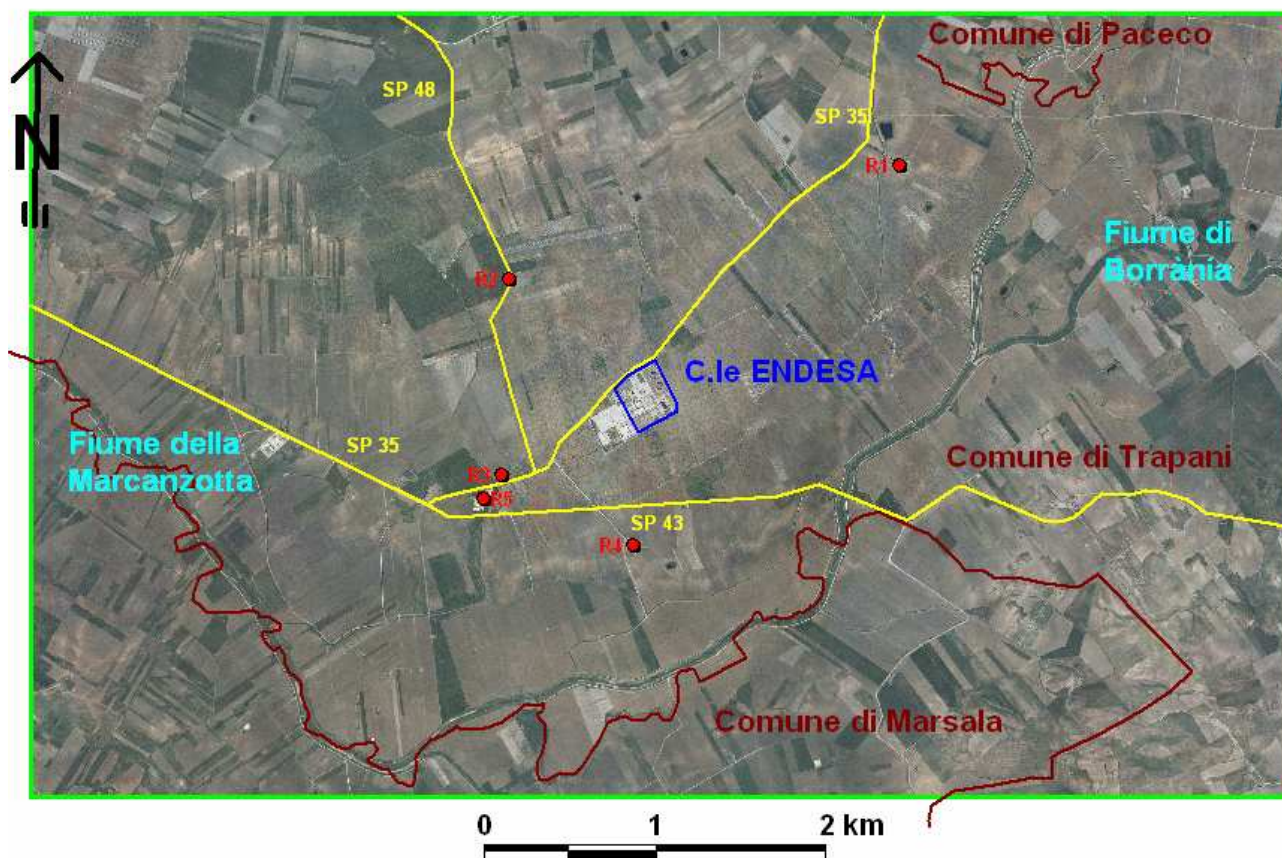 Comune di Paceco
SP 48
SP 35
N
R1
Fiume di
Borrània
R2
C.le ENDESA
Fiume della
Marcanzotta
SP 35
Comune di Trapani
R3
R5
SP 43
R4
Comune di Marsala
0 1 2 km